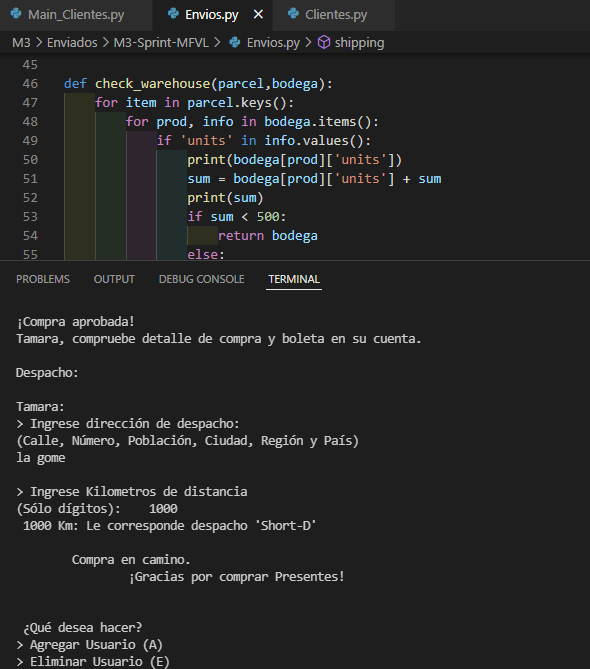 Main_Clientes.py
Envios.py
Clientes.py
M3 > Enviados > M3-Sprint-MFVL > Envios.py > shipping
45
46 def check_warehouse(parcel,bodega):
47 for item in parcel.keys():
48 for prod, info in bodega.items():
49 if 'units' in info.values():
50 print(bodega[prod]['units'])
51 sum = bodega[prod]['units'] + sum
52 print(sum)
53 if sum < 500:
54 return bodega
55 else:
PROBLEMS OUTPUT DEBUG CONSOLE TERMINAL
¡Compra aprobada!
Tamara, compruebe detalle de compra y boleta en su cuenta.
Despacho:
Tamara:
> Ingrese dirección de despacho:
(Calle, Número, Población, Ciudad, Región y País)
la gome
> Ingrese Kilometros de distancia
(Sólo dígitos): 1000
1000 Km: Le corresponde despacho 'Short-D'
Compra en camino.
¡Gracias por comprar Presentes!
¿Qué desea hacer?
> Agregar Usuario (A)
> Eliminar Usuario (E)